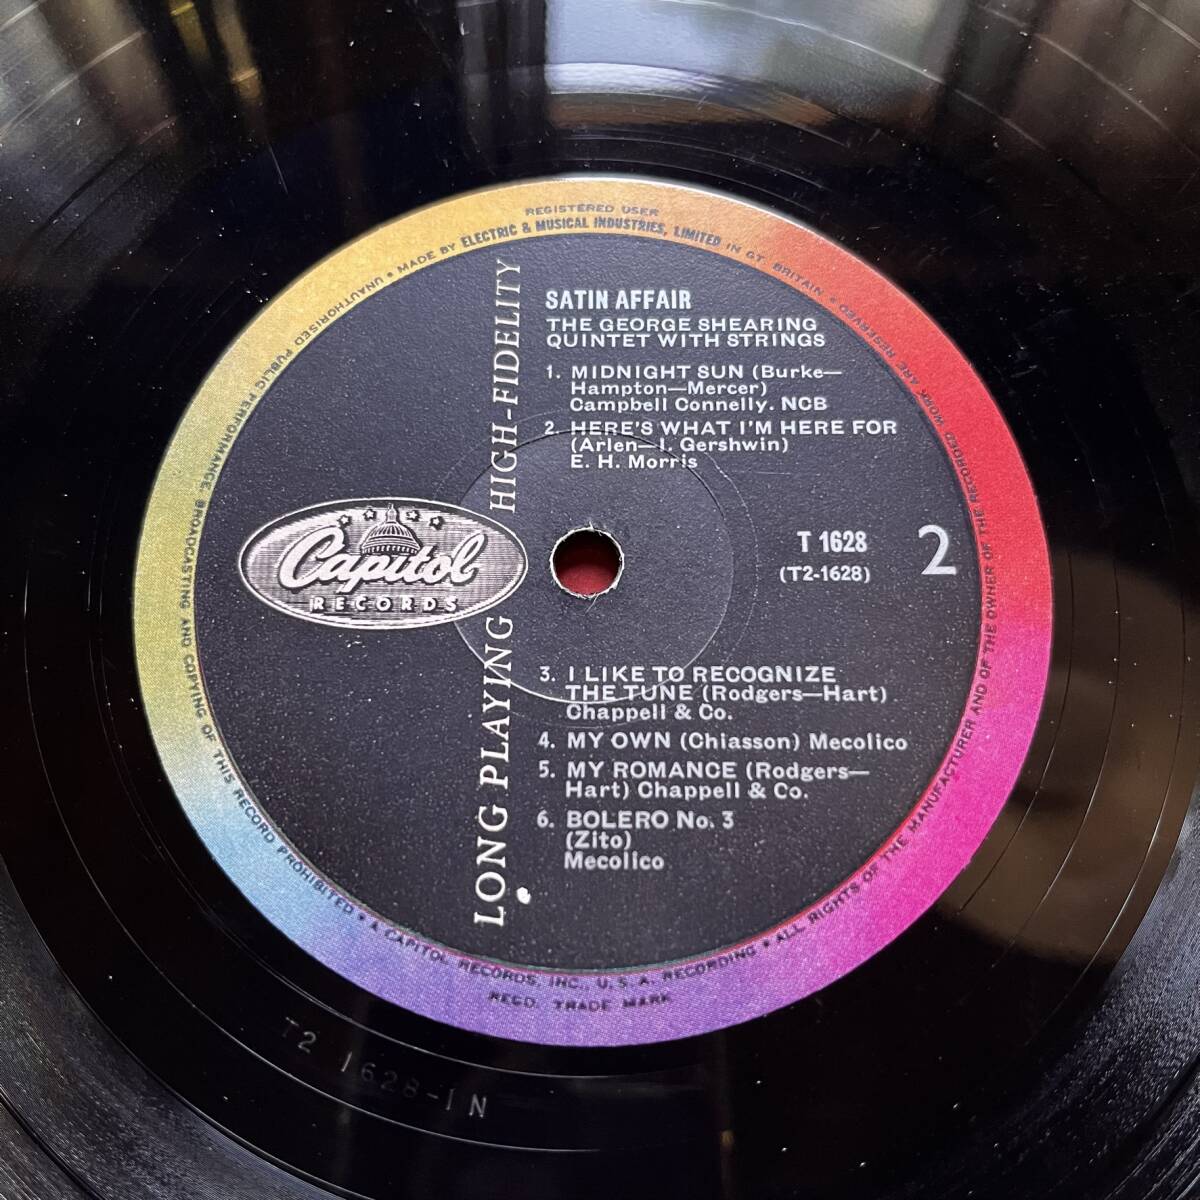 REGISTERED USER
MADE BY ELECTRIC & MUSICAL INDUSTRIES, LIMITED IN GT. BRITAIN • ALL RIGHTS OF THE MANUFACTURER AND OF THE OWNER OF THE RECORDED WORK ARE RESERVED
UNAUTHORISED PUBLIC PERFORMANCE, BROADCASTING AND COPYING OF THIS RECORD PROHIBITED • A CAPITOL RECORDS, INC., U.S.A. RECORDING •
REGD. TRADE MARK
LONG PLAYING HIGH-FIDELITY
Capitol
RECORDS
SATIN AFFAIR
THE GEORGE SHEARING
QUINTET WITH STRINGS
1. MIDNIGHT SUN (Burke—
Hampton—Mercer)
Campbell Connelly. NCB
2. HERE'S WHAT I'M HERE FOR
(Arlen—I. Gershwin)
E. H. Morris
T 1628
(T2-1628)
2
3. I LIKE TO RECOGNIZE
THE TUNE (Rodgers—Hart)
Chappell & Co.
4. MY OWN (Chiasson) Mecolico
5. MY ROMANCE (Rodgers—
Hart) Chappell & Co.
6. BOLERO No. 3
(Zito)
Mecolico
T2 1628-1N